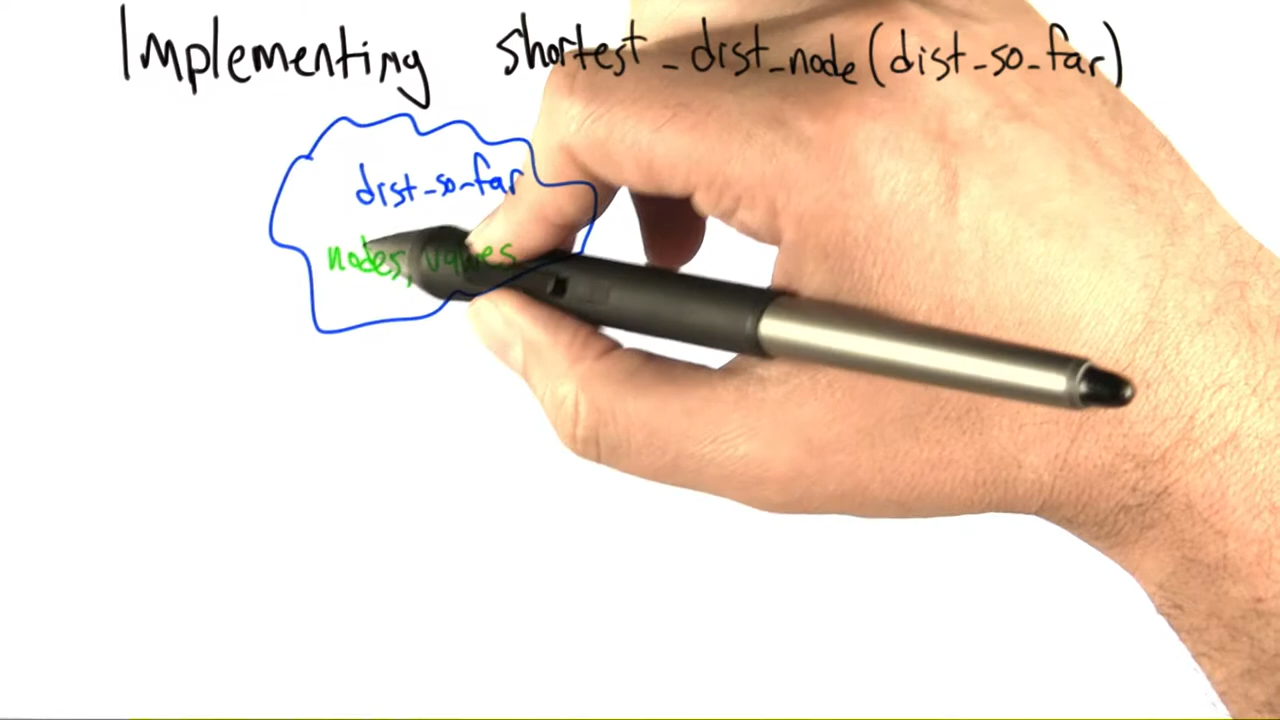 Implementing shortest_dist_node(dist_so_far)
dist_so_far
nodes, values